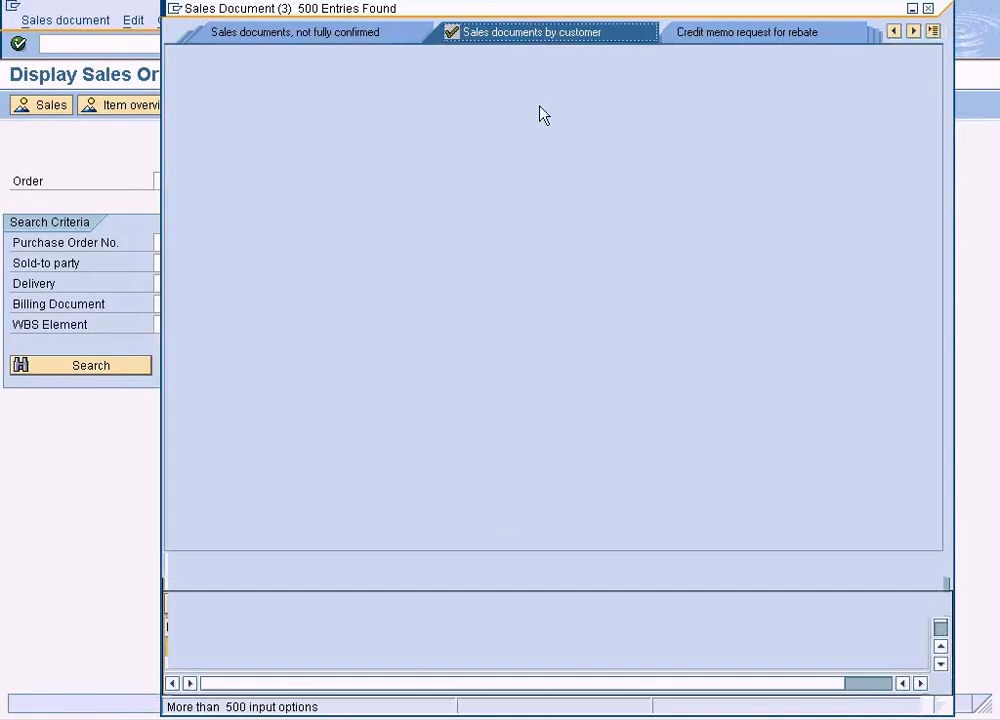 Sales Document (3) 500 Entries Found
Sales document Edit
Sales documents, not fully confirmed
Sales documents by customer
Credit memo request for rebate
Display Sales Or
Sales
Item overvi
Order
Search Criteria
Purchase Order No.
Sold-to party
Delivery
Billing Document
WBS Element
Search
More than 500 input options